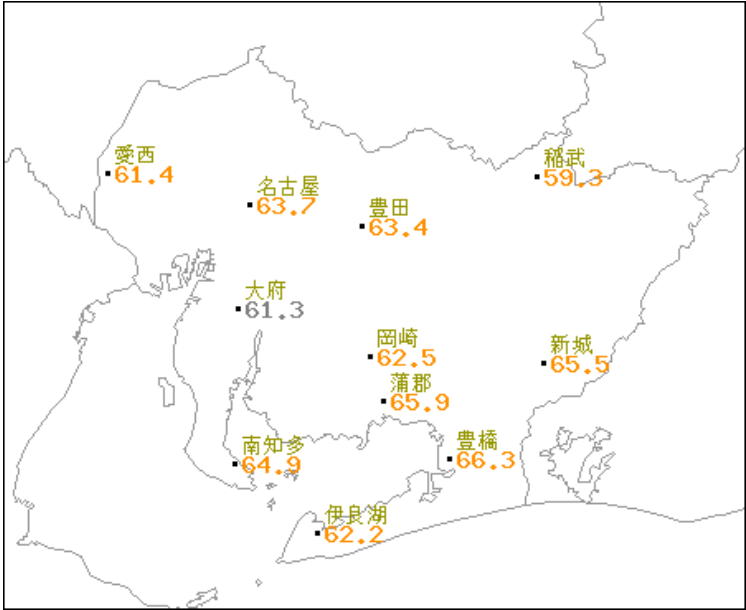 愛西
61.4
稲武
59.3
名古屋
63.7
豊田
63.4
大府
61.3
岡崎
62.5
新城
65.5
蒲郡
65.9
豊橋
66.3
南知多
64.9
伊良湖
62.2